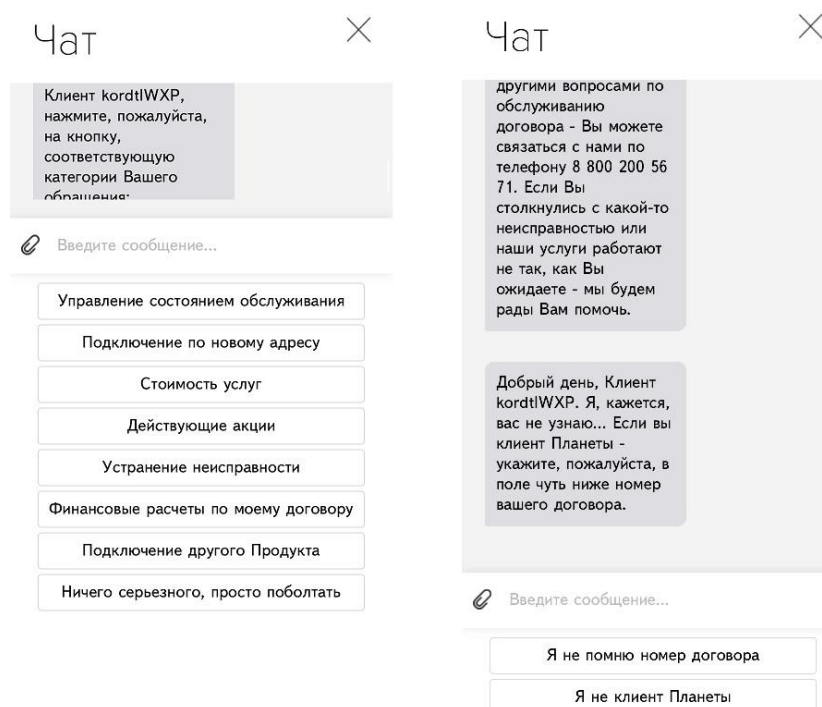 Чат
Клиент kordtlWXP,
нажмите, пожалуйста,
на кнопку,
соответствующую
категории Вашего
обращения:
Введите сообщение...
Управление состоянием обслуживания
Подключение по новому адресу
Стоимость услуг
Действующие акции
Устранение неисправности
Финансовые расчеты по моему договору
Подключение другого Продукта
Ничего серьезного, просто поболтать
Чат
другими вопросами по
обслуживанию
договора - Вы можете
связаться с нами по
телефону 8 800 200 56
71. Если Вы
столкнулись с какой-то
неисправностью или
наши услуги работают
не так, как Вы
ожидаете - мы будем
рады Вам помочь.
Добрый день, Клиент
kordtlWXP. Я, кажется,
вас не узнаю... Если вы
клиент Планеты -
укажите, пожалуйста, в
поле чуть ниже номер
вашего договора.
Введите сообщение...
Я не помню номер договора
Я не клиент Планеты